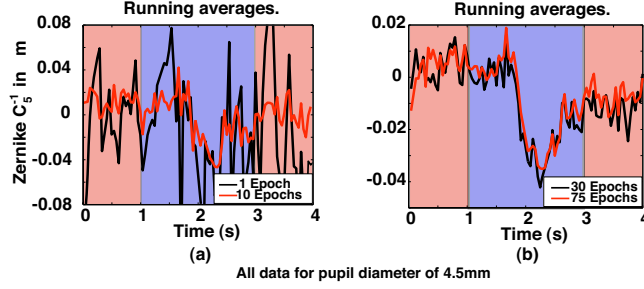 Running averages.
Zernike C₅⁻¹ in m
0.08
0.04
0
-0.04
-0.08
1 Epoch
10 Epochs
0 1 2 3 4
Time (s)
(a)
Running averages.
0.02
0
-0.02
-0.04
30 Epochs
75 Epochs
0 1 2 3 4
Time (s)
(b)
All data for pupil diameter of 4.5mm